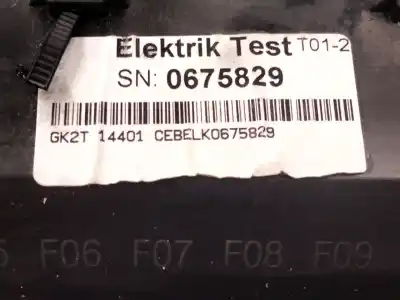 Elektrik Test T01-2
SN: 0675829
GK2T 14401 CEBELK0675829
F06 F07 F08 F09